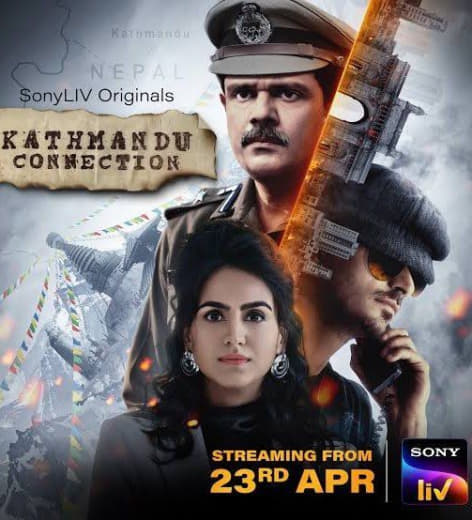 Kathmandu
NEPAL
SonyLIV Originals
KATHMANDU
CONNECTION
STREAMING FROM
23RD APR
SONY
liv